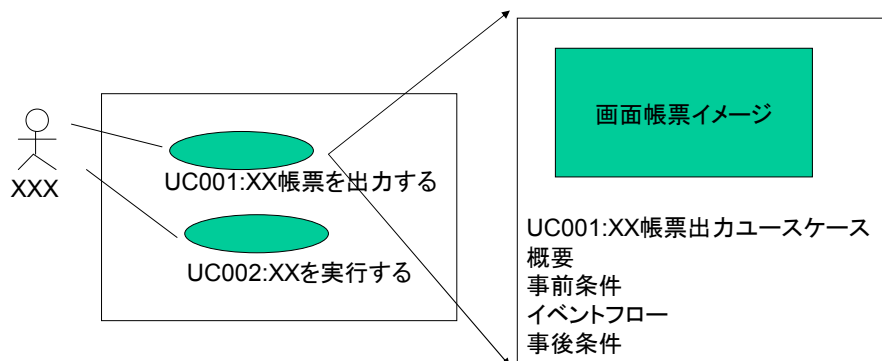 XXX
UC001:XX帳票を出力する
UC002:XXを実行する
画面帳票イメージ
UC001:XX帳票出力ユースケース
概要
事前条件
イベントフロー
事後条件